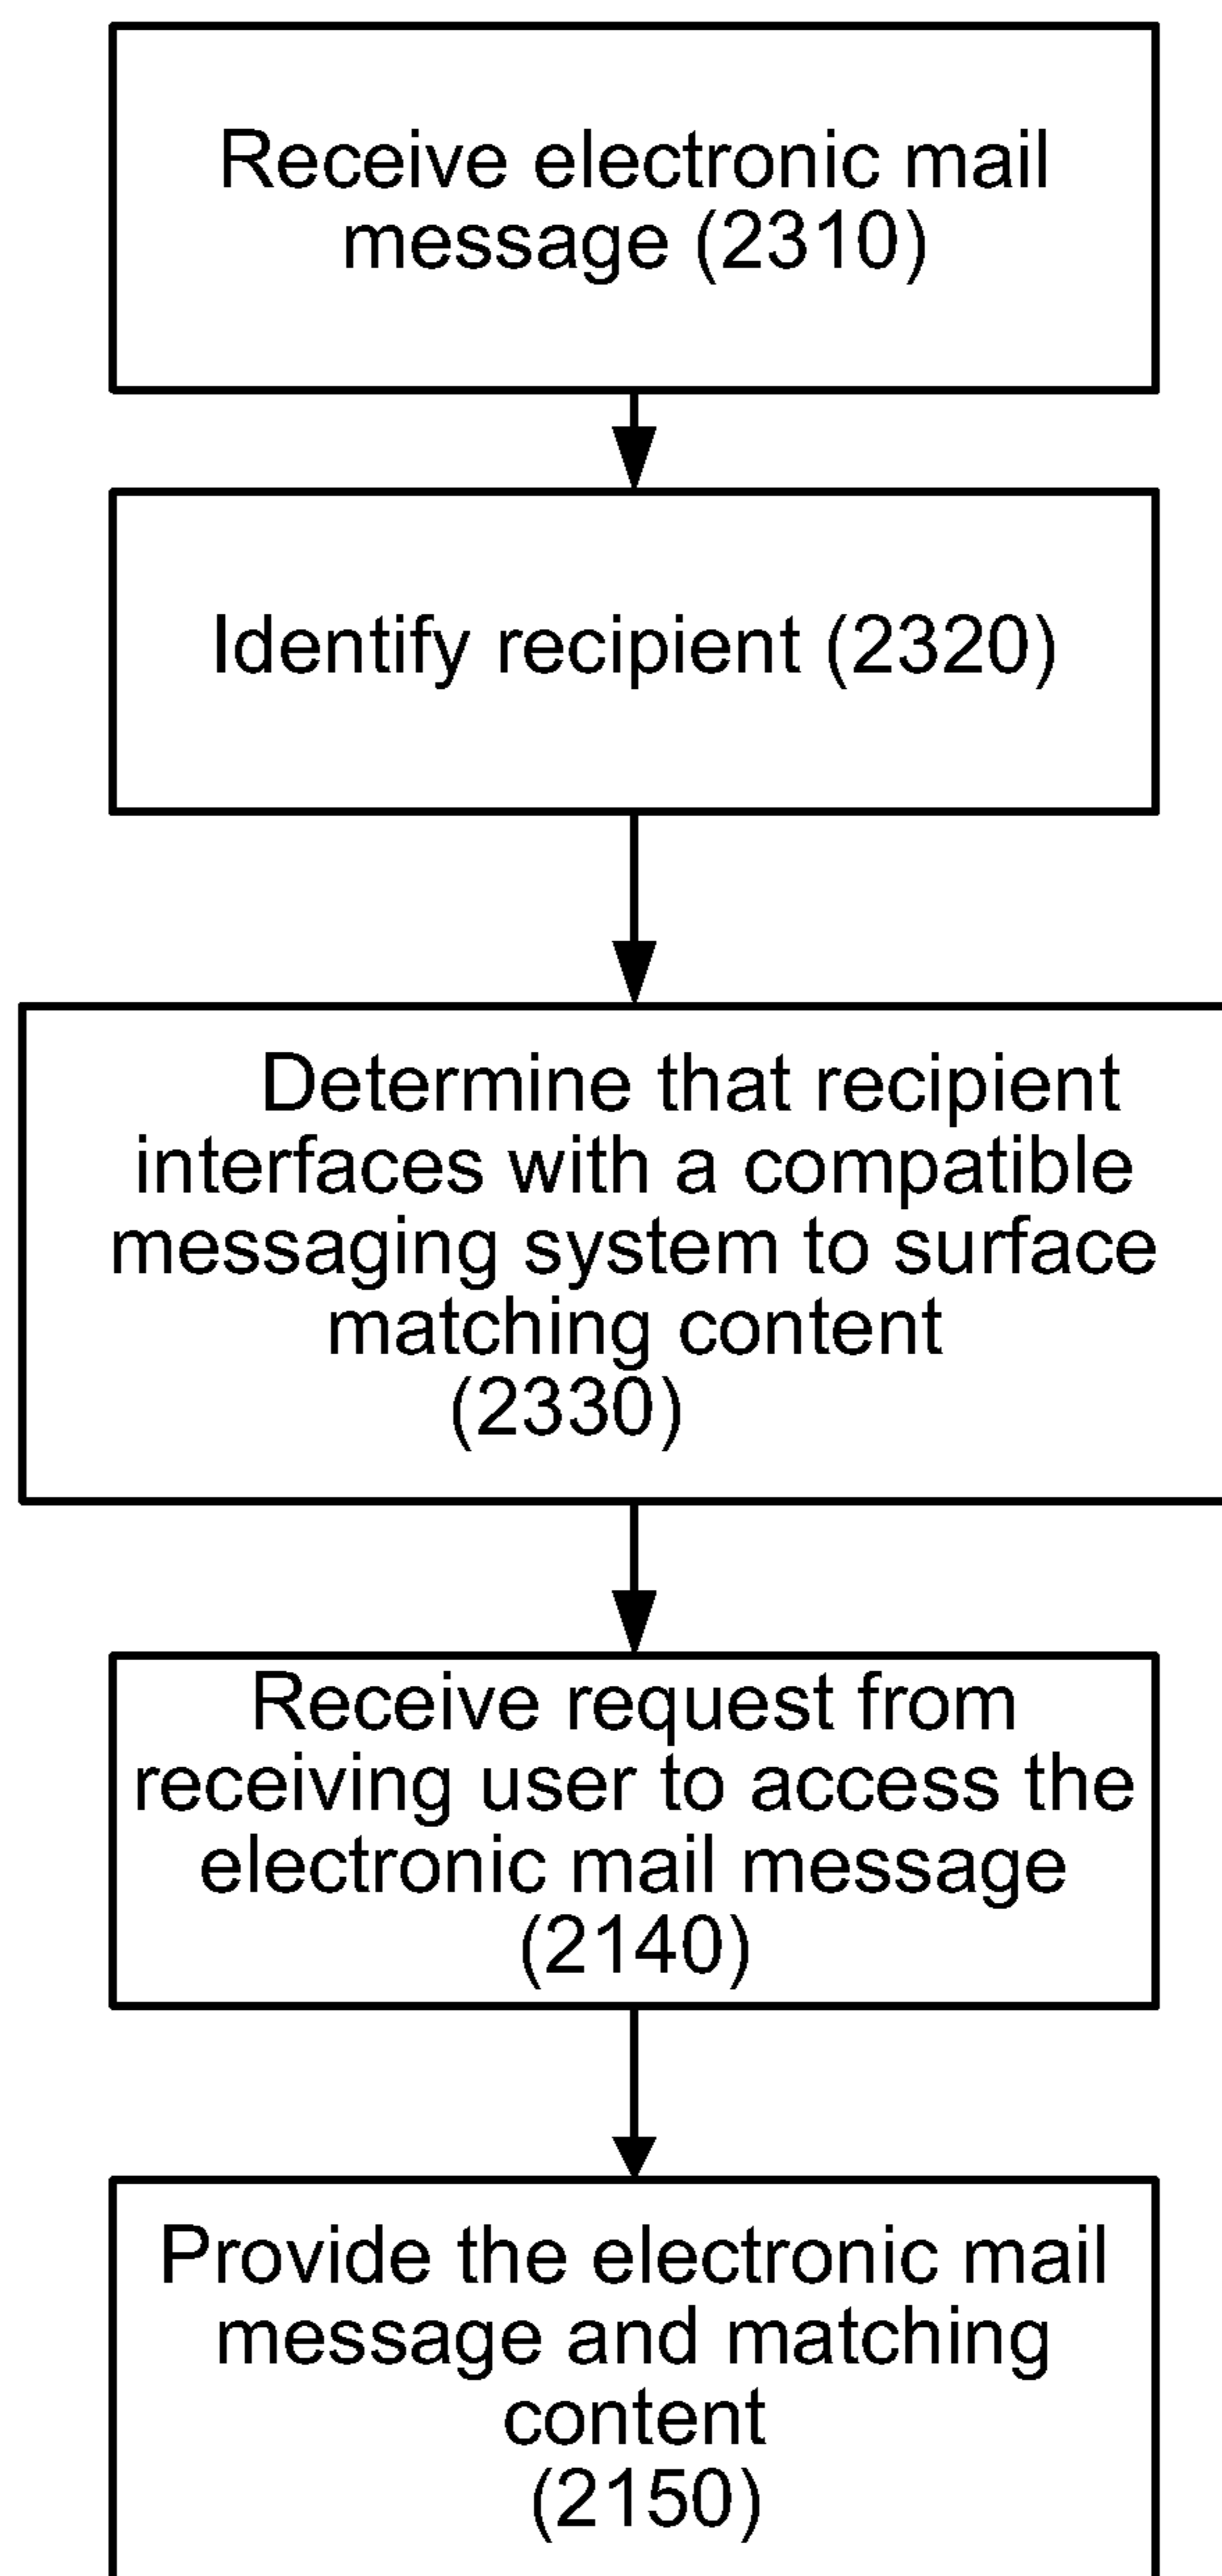 Receive electronic mail
message (2310)
Identify recipient (2320)
Determine that recipient
interfaces with a compatible
messaging system to surface
matching content
(2330)
Receive request from
receiving user to access the
electronic mail message
(2140)
Provide the electronic mail
message and matching
content
(2150)